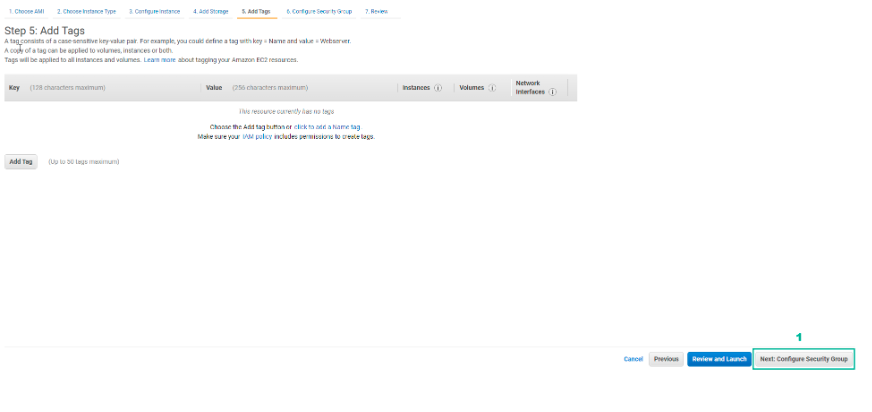 1. Choose AMI 2. Choose Instance Type 3. Configure Instance 4. Add Storage 5. Add Tags 6. Configure Security Group 7. Review
Step 5: Add Tags
A tag consists of a case-sensitive key-value pair. For example, you could define a tag with key = Name and value = Webserver.
A copy of a tag can be applied to volumes, instances or both.
Tags will be applied to all instances and volumes. Learn more about tagging your Amazon EC2 resources.
Key (128 characters maximum) Value (256 characters maximum) Instances i Volumes i Network Interfaces i
This resource currently has no tags
Choose the Add tag button or click to add a Name tag.
Make sure your IAM policy includes permissions to create tags.
Add Tag (Up to 50 tags maximum)
1
Cancel Previous Review and Launch Next: Configure Security Group